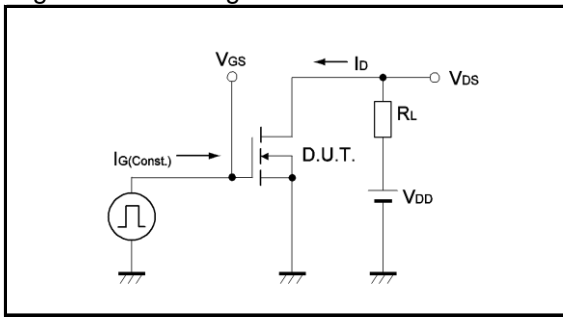 VGS
ID
VDS
RL
IG(Const.)
D.U.T.
VDD